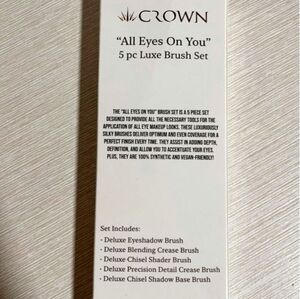 CROWN
“All Eyes On You”
5 pc Luxe Brush Set
THE "ALL EYES ON YOU" BRUSH SET IS A 5 PIECE SET
DESIGNED TO PROVIDE ALL THE NECESSARY TOOLS FOR THE
APPLICATION OF ALL EYE MAKEUP LOOKS. THESE LUXURIOUSLY
SILKY BRUSHES DELIVER OPTIMUM AND EVEN COVERAGE FOR A
PERFECT FINISH EVERY TIME. THEY ASSIST IN ADDING DEPTH,
DEFINITION, AND ALLOW YOU TO ACCENTUATE YOUR EYES.
PLUS, THEY ARE 100% SYNTHETIC AND VEGAN-FRIENDLY!
Set Includes:
- Deluxe Eyeshadow Brush
- Deluxe Blending Crease Brush
- Deluxe Chisel Shader Brush
- Deluxe Precision Detail Crease Brush
- Deluxe Chisel Shadow Base Brush